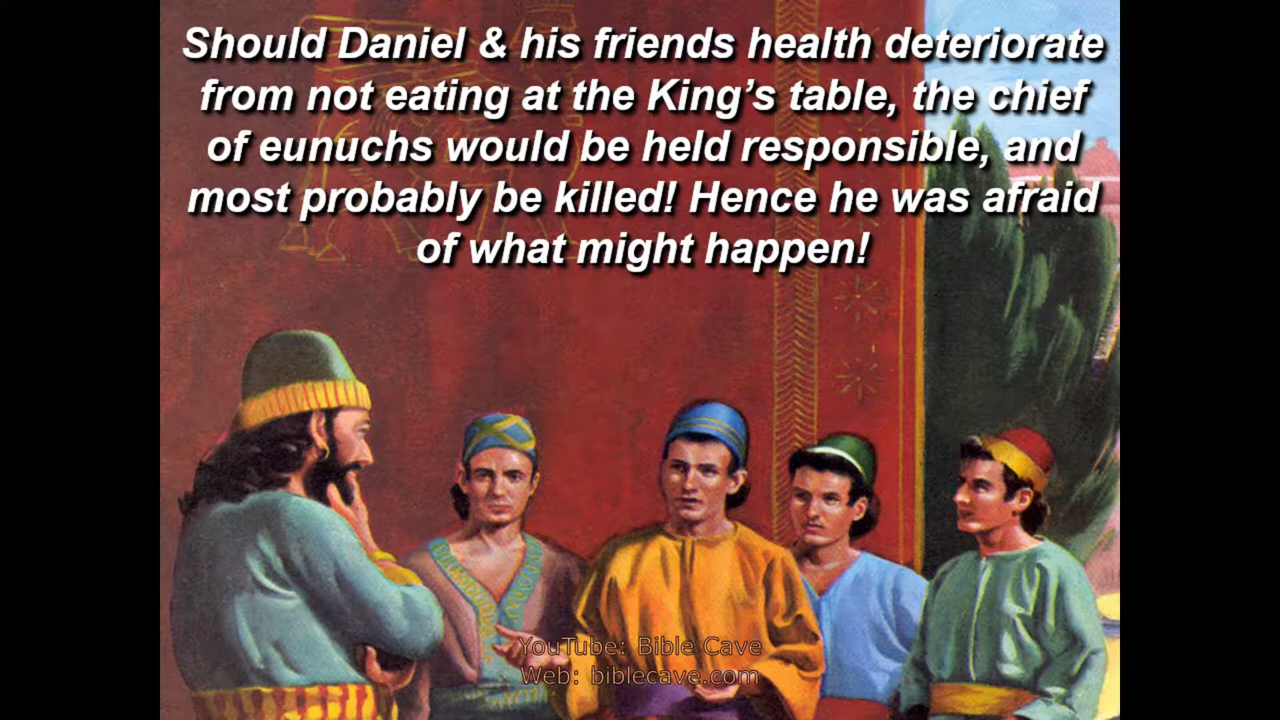 Should Daniel & his friends health deteriorate
from not eating at the King's table, the chief
of eunuchs would be held responsible, and
most probably be killed! Hence he was afraid
of what might happen!
YouTube: Bible Cave
Web: biblecave.com